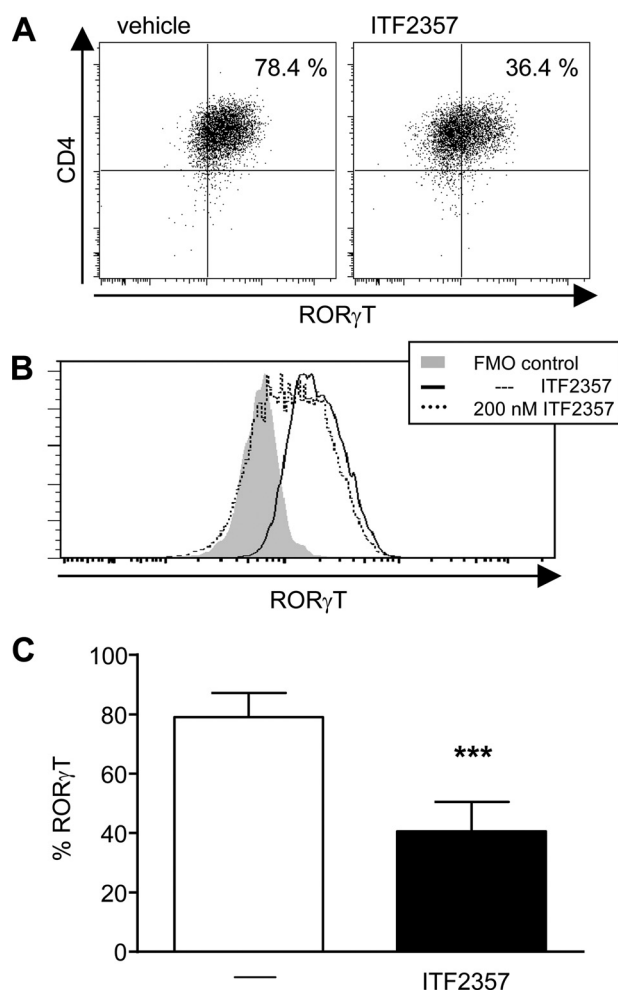 A
vehicle
ITF2357
78.4 %
36.4 %
CD4
RORγT
B
FMO control
--- ITF2357
200 nM ITF2357
RORγT
C
% RORγT
100
80
60
40
20
0
***
— ITF2357